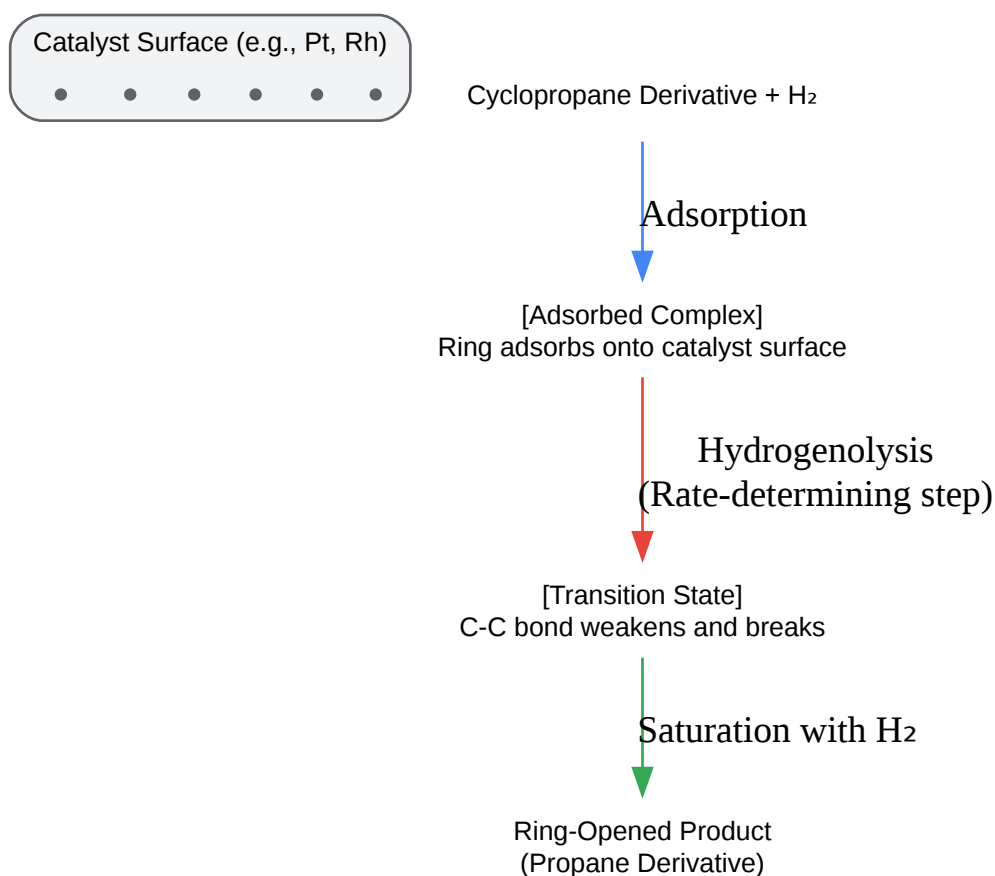 Catalyst Surface (e.g., Pt, Rh)
Cyclopropane Derivative + H₂
Adsorption
[Adsorbed Complex]
Ring adsorbs onto catalyst surface
Hydrogenolysis
(Rate-determining step)
[Transition State]
C-C bond weakens and breaks
Saturation with H₂
Ring-Opened Product
(Propane Derivative)